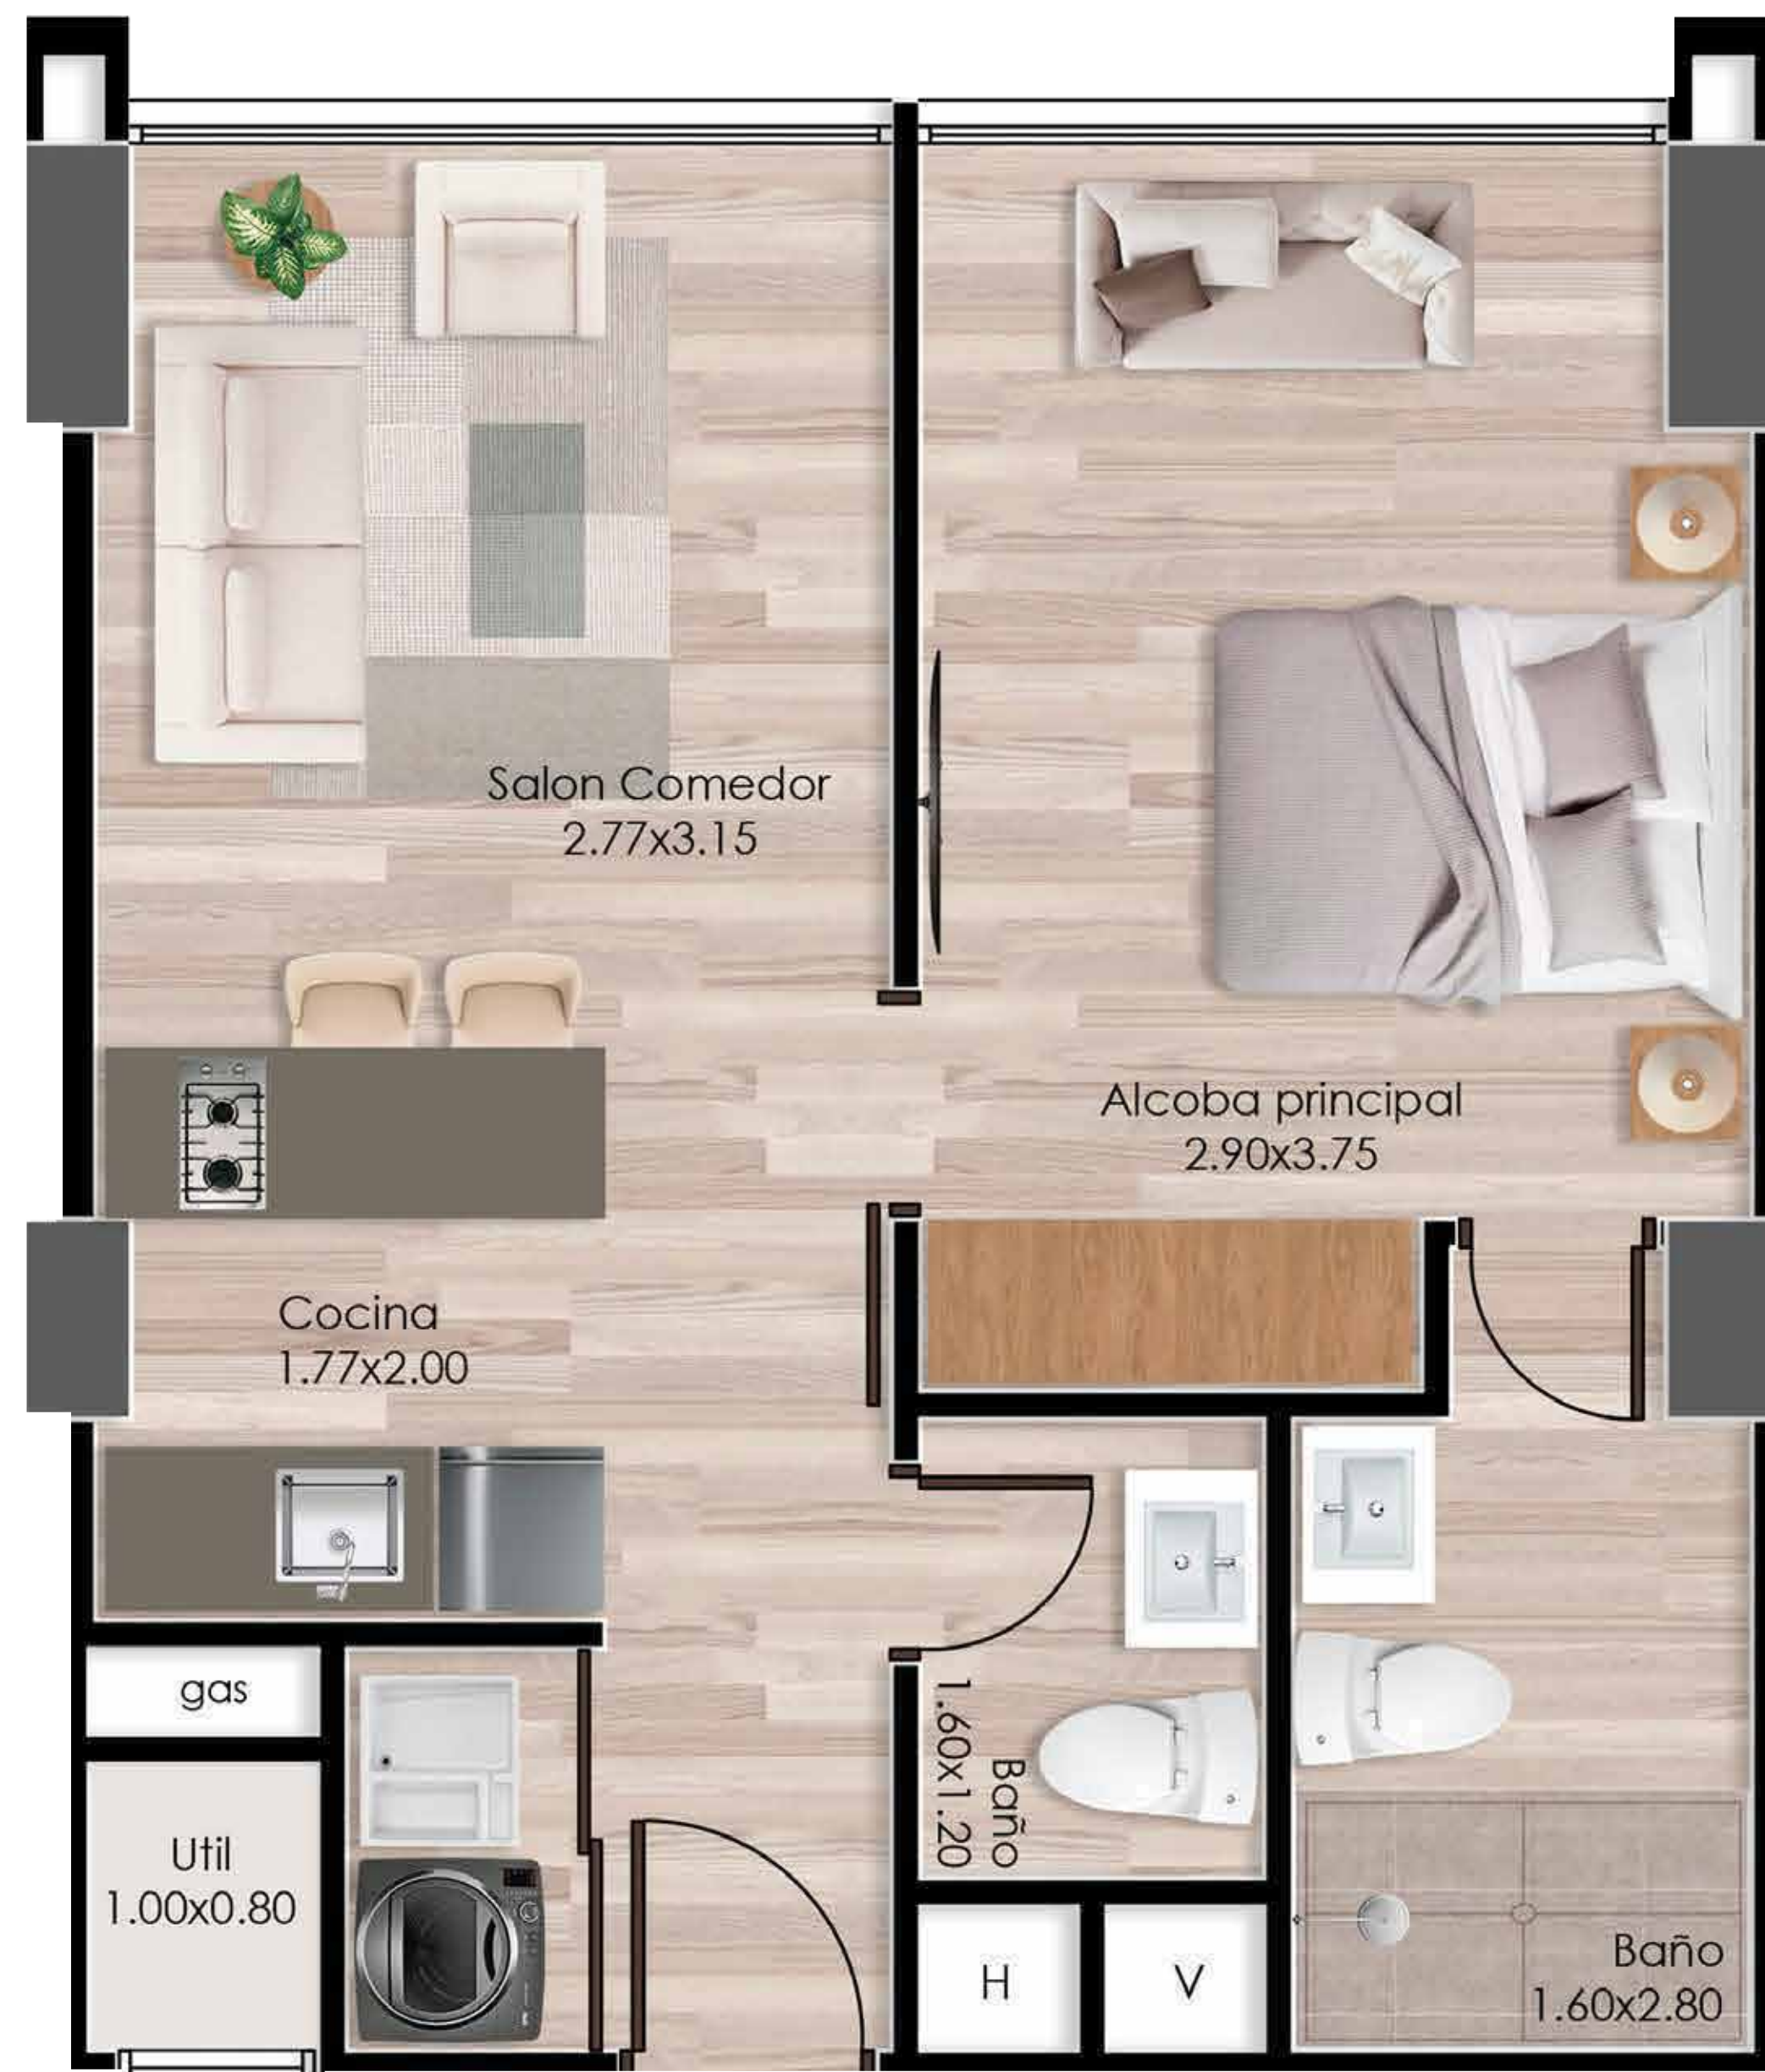 Salon Comedor
2.77x3.15
Alcoba principal
2.90x3.75
Cocina
1.77x2.00
gas
Util
1.00x0.80
Baño
1.60x1.20
H
V
Baño
1.60x2.80